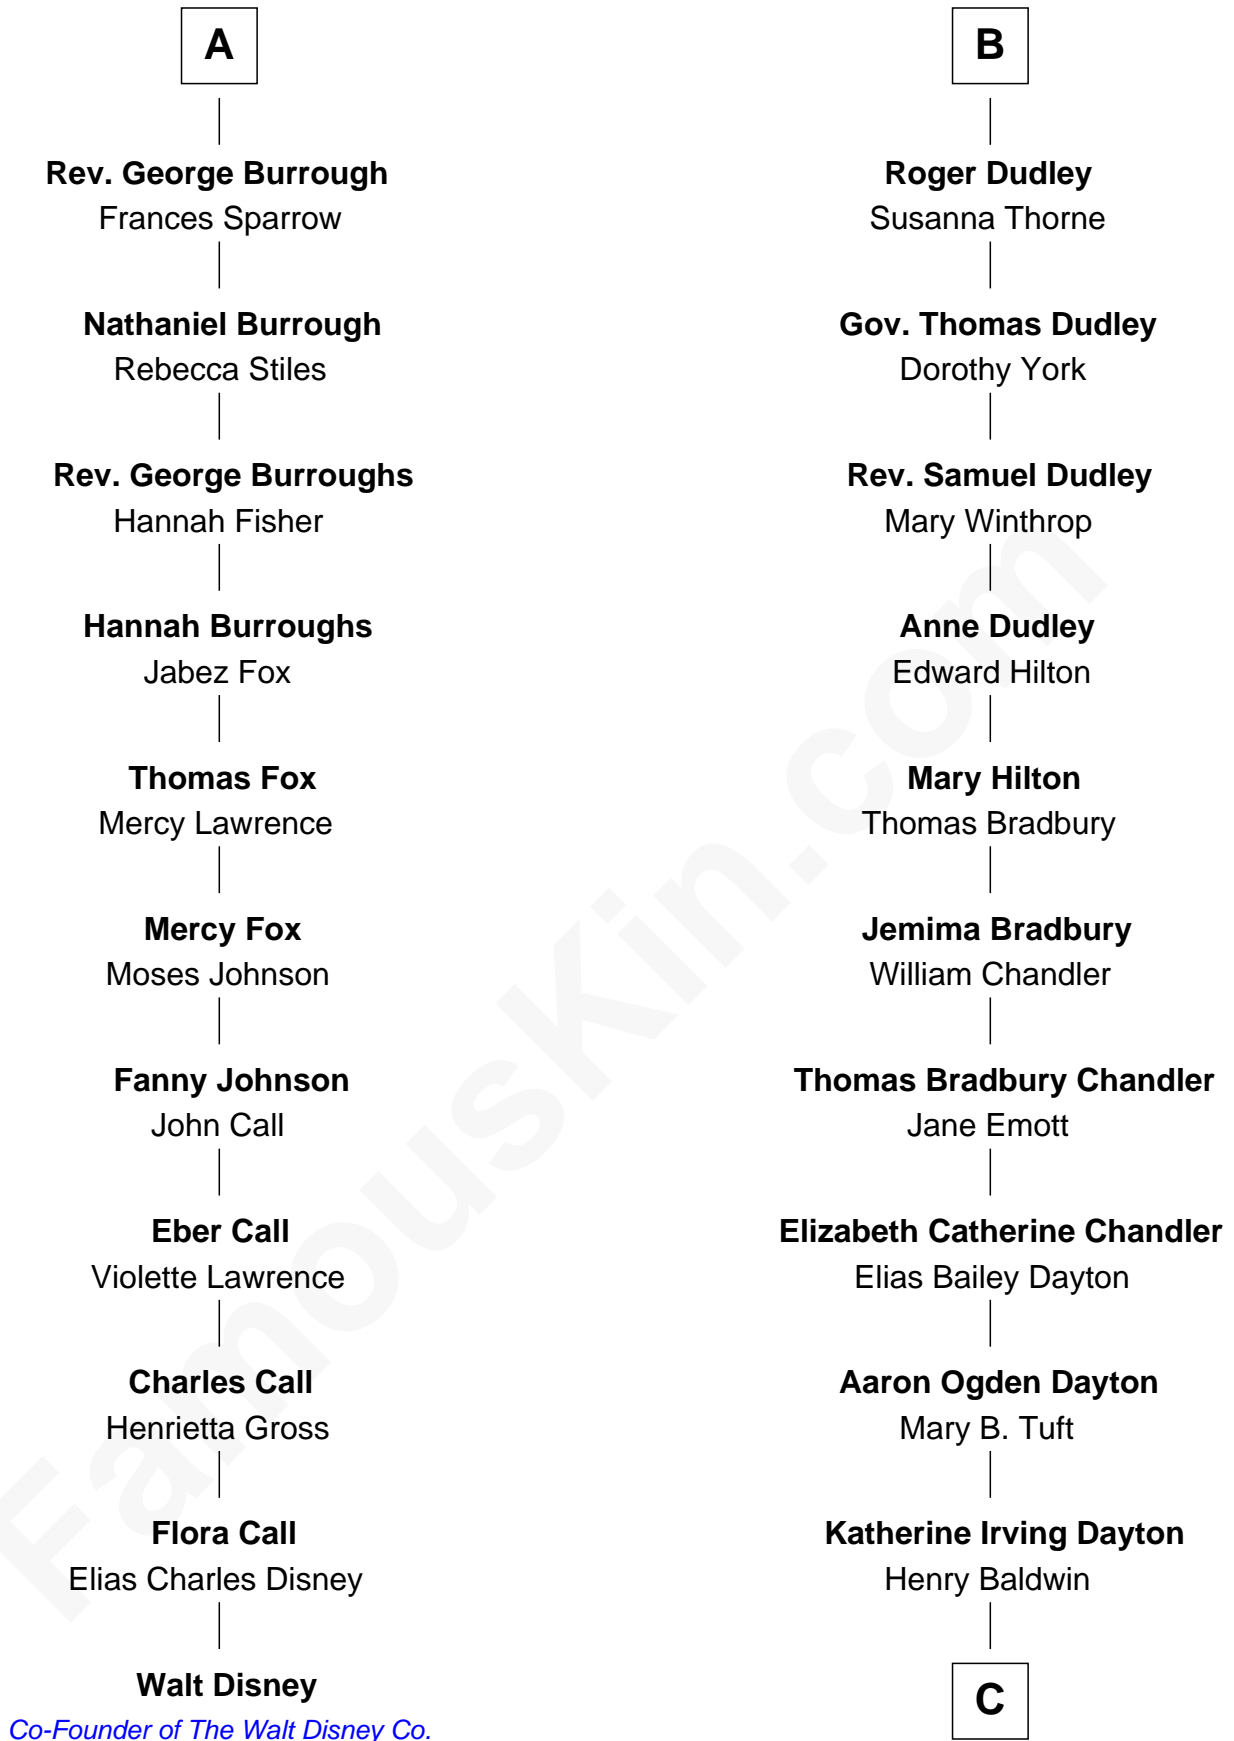 A
Rev. George Burrough
Frances Sparrow
Nathaniel Burrough
Rebecca Stiles
Rev. George Burroughs
Hannah Fisher
Hannah Burroughs
Jabez Fox
Thomas Fox
Mercy Lawrence
Mercy Fox
Moses Johnson
Fanny Johnson
John Call
Eber Call
Violette Lawrence
Charles Call
Henrietta Gross
Flora Call
Elias Charles Disney
Walt Disney
Co-Founder of The Walt Disney Co.
B
Roger Dudley
Susanna Thorne
Gov. Thomas Dudley
Dorothy York
Rev. Samuel Dudley
Mary Winthrop
Anne Dudley
Edward Hilton
Mary Hilton
Thomas Bradbury
Jemima Bradbury
William Chandler
Thomas Bradbury Chandler
Jane Emott
Elizabeth Catherine Chandler
Elias Bailey Dayton
Aaron Ogden Dayton
Mary B. Tuft
Katherine Irving Dayton
Henry Baldwin
C
FamousKin.com